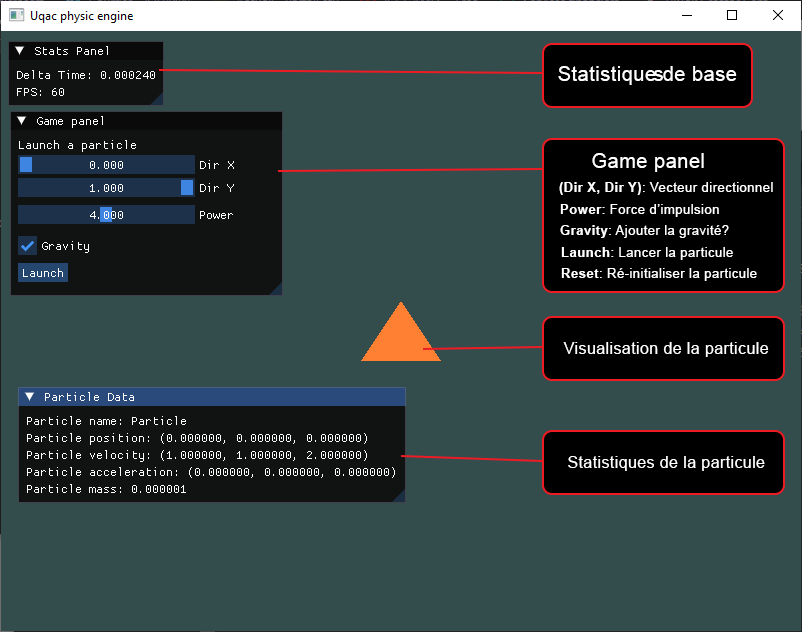 Uqac physic engine
Stats Panel
Delta Time: 0.000240
FPS: 60
Statistiquesde base
Game panel
Launch a particle
0.000 Dir X
1.000 Dir Y
4.000 Power
Gravity
Launch
Game panel
(Dir X, Dir Y): Vecteur directionnel
Power: Force d'impulsion
Gravity: Ajouter la gravité?
Launch: Lancer la particule
Reset: Ré-initialiser la particule
Visualisation de la particule
Particle Data
Particle name: Particle
Particle position: (0.000000, 0.000000, 0.000000)
Particle velocity: (1.000000, 1.000000, 2.000000)
Particle acceleration: (0.000000, 0.000000, 0.000000)
Particle mass: 0.000001
Statistiques de la particule